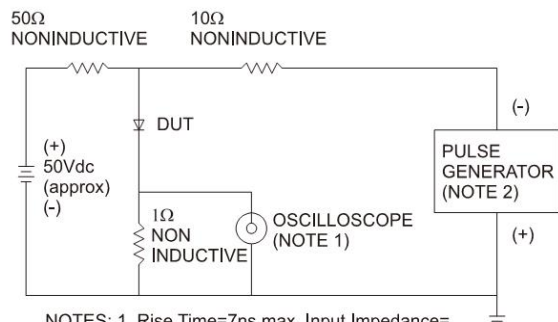 50Ω
NONINDUCTIVE
10Ω
NONINDUCTIVE
DUT
(+)
50Vdc
(approx)
(-)
1Ω
NON
INDUCTIVE
OSCILLOSCOPE
(NOTE 1)
(-)
PULSE
GENERATOR
(NOTE 2)
(+)
NOTES: 1. Rise Time=7ns max. Input Impedance=